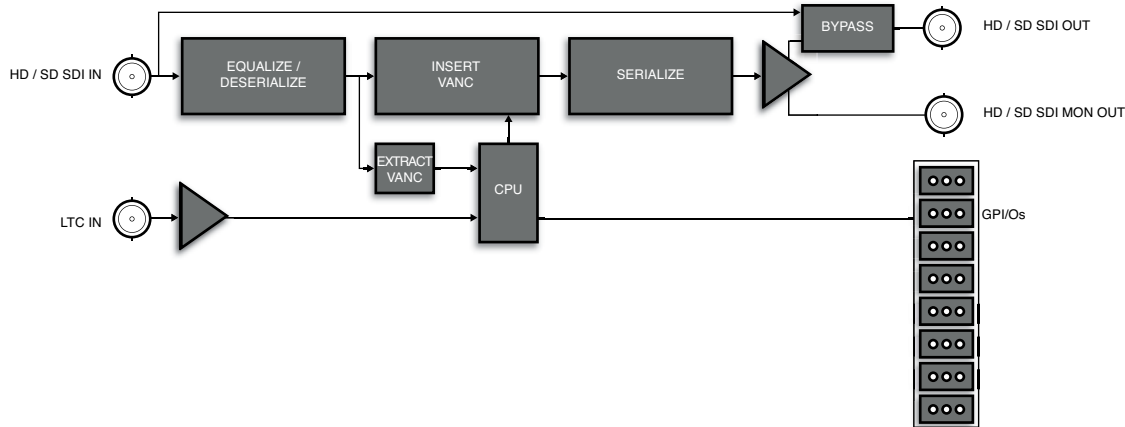 BYPASS
HD / SD SDI OUT
HD / SD SDI IN
EQUALIZE /
DESERIALIZE
INSERT
VANC
SERIALIZE
HD / SD SDI MON OUT
EXTRACT
VANC
CPU
LTC IN
GPI/Os